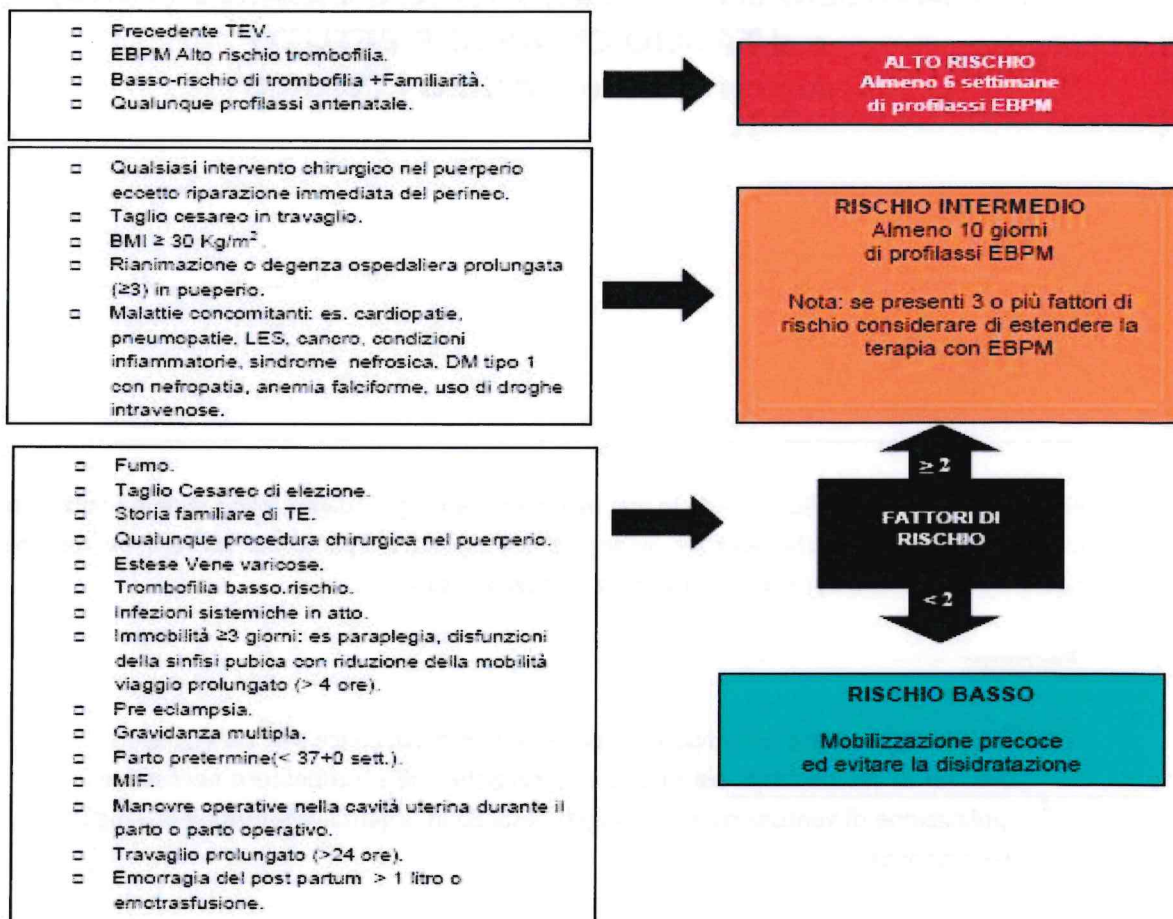 □ Precedente TEV.
□ EBPM Alto rischio trombofilia.
□ Basso-rischio di trombofilia +Familiarità.
□ Qualunque profilassi antenatale.
ALTO RISCHIO
Almeno 6 settimane
di profilassi EBPM
□ Qualsiasi intervento chirurgico nel puerperio
eccetto riparazione immediata del perineo.
□ Taglio cesareo in travaglio.
□ BMI ≥ 30 Kg/m².
□ Rianimazione o degenza ospedaliera prolungata
(≥3) in pueperio.
□ Malattie concomitanti: es. cardiopatie,
pneumopatie, LES, cancro, condizioni
infiammatorie, sindrome nefrosica, DM tipo 1
con nefropatia, anemia falciforme, uso di droghe
intravenose.
RISCHIO INTERMEDIO
Almeno 10 giorni
di profilassi EBPM
Nota: se presenti 3 o più fattori di
rischio considerare di estendere la
terapia con EBPM
□ Fumo.
□ Taglio Cesareo di elezione.
□ Storia familiare di TE.
□ Qualunque procedura chirurgica nel puerperio.
□ Estese Vene varicose.
□ Trombofilia basso.rischio.
□ Infezioni sistemiche in atto.
□ Immobilità ≥3 giorni: es paraplegia, disfunzioni
della sinfisi pubica con riduzione della mobilità
viaggio prolungato (> 4 ore).
□ Pre eclampsia.
□ Gravidanza multipla.
□ Parto pretermine(< 37+0 sett.).
□ MIF.
□ Manovre operative nella cavità uterina durante il
parto o parto operativo.
□ Travaglio prolungato (>24 ore).
□ Emorragia del post partum > 1 litro o
emotrasfusione.
≥ 2
FATTORI DI
RISCHIO
< 2
RISCHIO BASSO
Mobilizzazione precoce
ed evitare la disidratazione